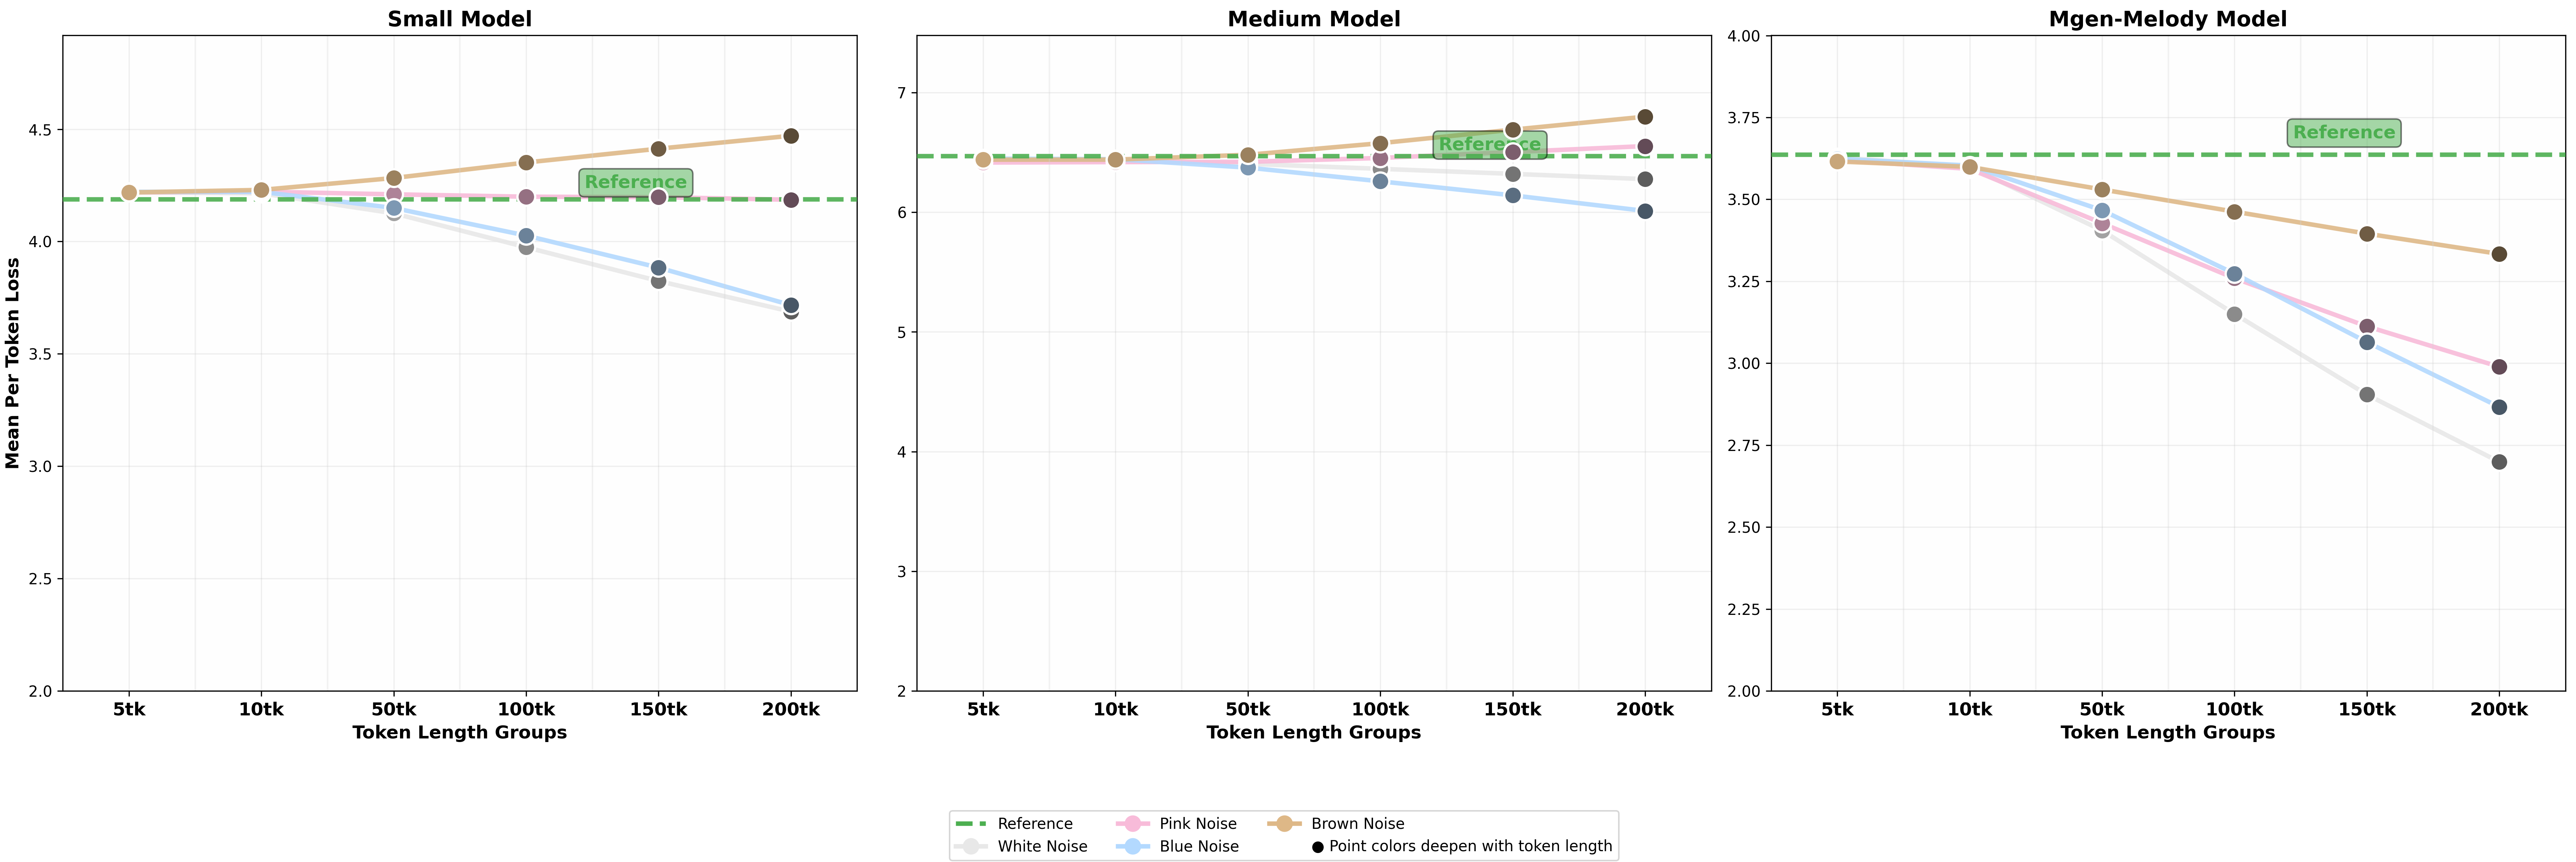 Small Model
Medium Model
Mgen-Melody Model
Mean Per Token Loss
4.5
4.0
3.5
3.0
2.5
2.0
Reference
5tk 10tk 50tk 100tk 150tk 200tk
Token Length Groups
7
6
5
4
3
2
Reference
5tk 10tk 50tk 100tk 150tk 200tk
Token Length Groups
4.00
3.75
3.50
3.25
3.00
2.75
2.50
2.25
2.00
Reference
5tk 10tk 50tk 100tk 150tk 200tk
Token Length Groups
Reference Pink Noise Brown Noise
White Noise Blue Noise Point colors deepen with token length